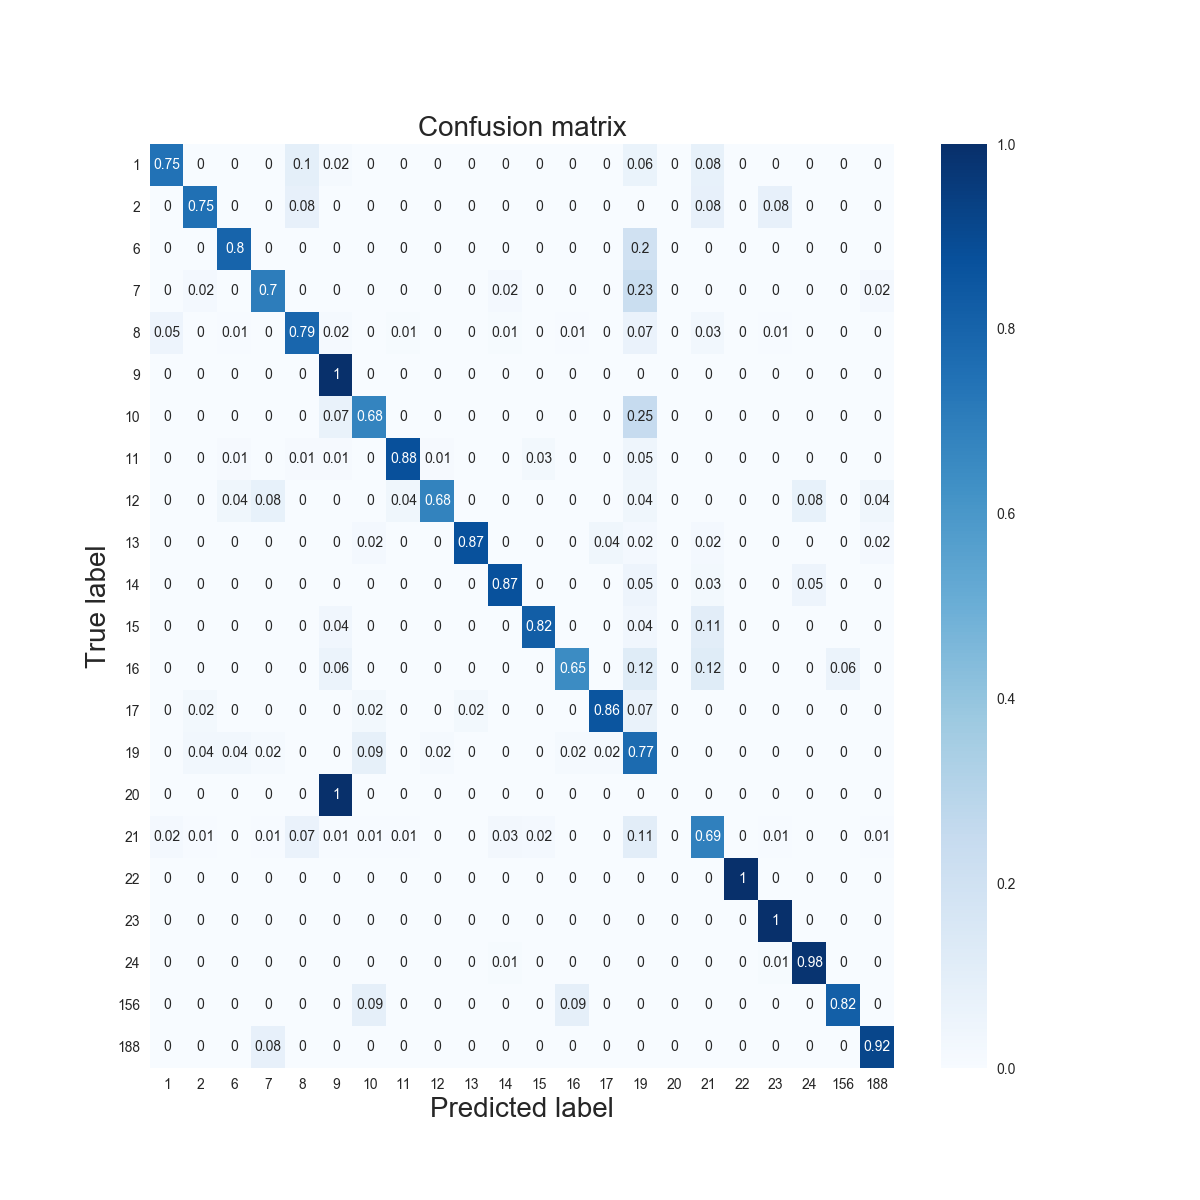 Confusion matrix
1 0.75 0 0 0 0.1 0.02 0 0 0 0 0 0 0 0 0.06 0 0.08 0 0 0 0 0
2 0 0.75 0 0 0.08 0 0 0 0 0 0 0 0 0 0 0 0.08 0 0.08 0 0 0
6 0 0 0.8 0 0 0 0 0 0 0 0 0 0 0 0.2 0 0 0 0 0 0 0
7 0 0.02 0 0.7 0 0 0 0 0 0 0.02 0 0 0 0.23 0 0 0 0 0 0 0.02
8 0.05 0 0.01 0 0.79 0.02 0 0.01 0 0 0.01 0 0.01 0 0.07 0 0.03 0 0.01 0 0 0
9 0 0 0 0 0 1 0 0 0 0 0 0 0 0 0 0 0 0 0 0 0 0
10 0 0 0 0 0 0.07 0.68 0 0 0 0 0 0 0 0.25 0 0 0 0 0 0 0
11 0 0 0.01 0 0.01 0.01 0 0.88 0.01 0 0 0.03 0 0 0.05 0 0 0 0 0 0 0
12 0 0 0.04 0.08 0 0 0 0.04 0.68 0 0 0 0 0 0.04 0 0 0 0 0.08 0 0.04
13 0 0 0 0 0 0 0.02 0 0 0.87 0 0 0 0.04 0.02 0 0.02 0 0 0 0 0.02
14 0 0 0 0 0 0 0 0 0 0 0.87 0 0 0 0.05 0 0.03 0 0 0.05 0 0
15 0 0 0 0 0 0.04 0 0 0 0 0 0.82 0 0 0.04 0 0.11 0 0 0 0 0
16 0 0 0 0 0 0.06 0 0 0 0 0 0 0.65 0 0.12 0 0.12 0 0 0 0.06 0
17 0 0.02 0 0 0 0 0.02 0 0 0.02 0 0 0 0.86 0.07 0 0 0 0 0 0 0
19 0 0.04 0.04 0.02 0 0 0.09 0 0.02 0 0 0 0.02 0.02 0.77 0 0 0 0 0 0 0
20 0 0 0 0 0 1 0 0 0 0 0 0 0 0 0 0 0 0 0 0 0 0
21 0.02 0.01 0 0.01 0.07 0.01 0.01 0.01 0 0 0.03 0.02 0 0 0.11 0 0.69 0 0.01 0 0 0.01
22 0 0 0 0 0 0 0 0 0 0 0 0 0 0 0 0 0 1 0 0 0 0
23 0 0 0 0 0 0 0 0 0 0 0 0 0 0 0 0 0 0 1 0 0 0
24 0 0 0 0 0 0 0 0 0 0 0.01 0 0 0 0 0 0 0 0.01 0.98 0 0
156 0 0 0 0 0 0 0.09 0 0 0 0 0 0.09 0 0 0 0 0 0 0 0.82 0
188 0 0 0 0.08 0 0 0 0 0 0 0 0 0 0 0 0 0 0 0 0 0 0.92
1 2 6 7 8 9 10 11 12 13 14 15 16 17 19 20 21 22 23 24 156 188
Predicted label
True label
1.0
0.8
0.6
0.4
0.2
0.0